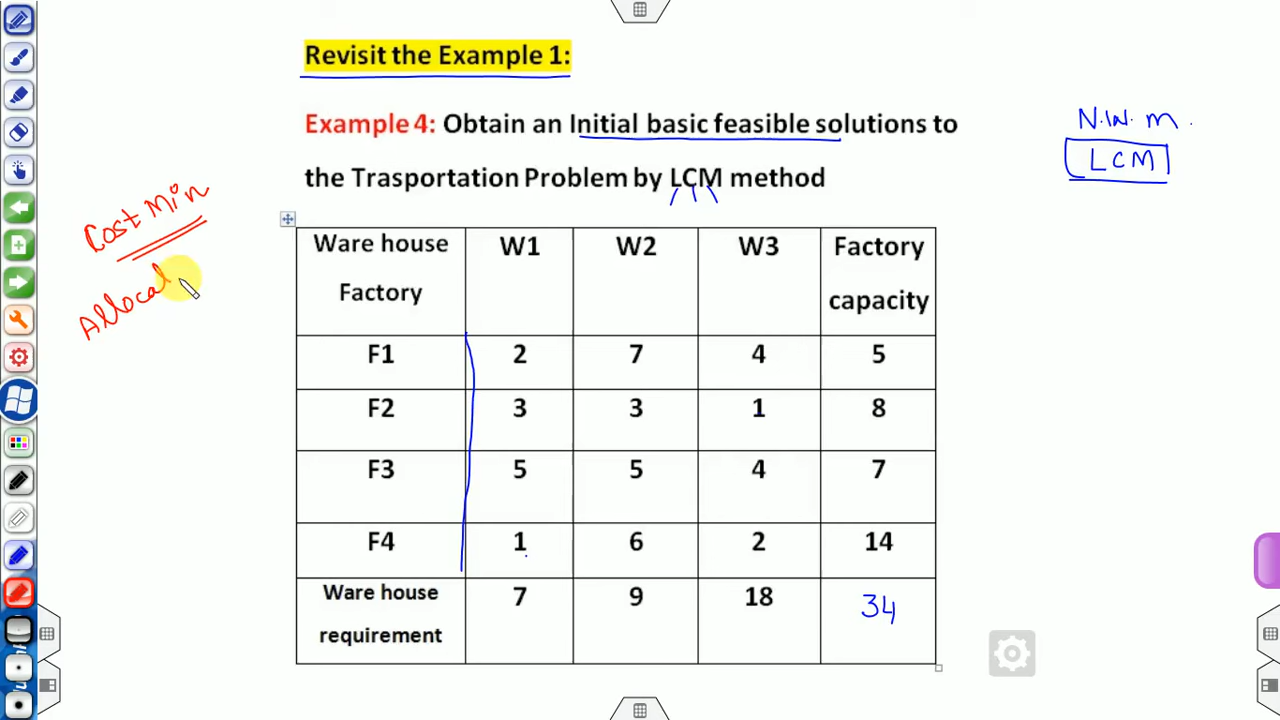 Revisit the Example 1:
Example 4: Obtain an Initial basic feasible solutions to
the Trasportation Problem by LCM method
N.W. M.
LCM
Cost Min
Allocal
Ware house Factory W1 W2 W3 Factory capacity
F1 2 7 4 5
F2 3 3 1 8
F3 5 5 4 7
F4 1 6 2 14
Ware house requirement 7 9 18 34